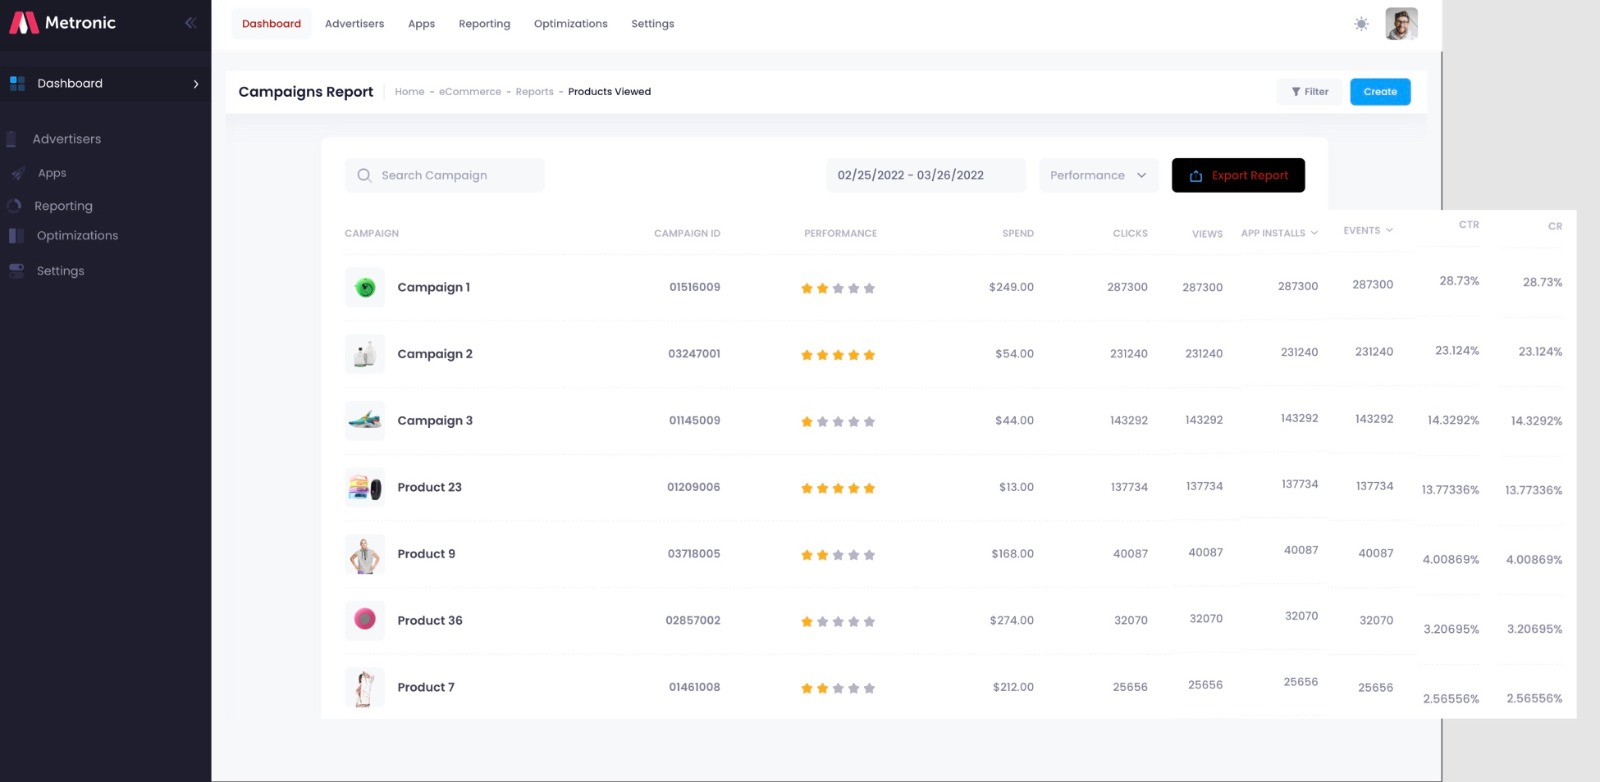 Metronic
Dashboard Advertisers Apps Reporting Optimizations Settings
Dashboard
Advertisers
Apps
Reporting
Optimizations
Settings
Campaigns Report Home - eCommerce - Reports - Products Viewed Filter Create
Search Campaign 02/25/2022 - 03/26/2022 Performance Export Report
CAMPAIGN CAMPAIGN ID PERFORMANCE SPEND CLICKS VIEWS APP INSTALLS EVENTS CTR CR
Campaign 1 01516009 $249.00 287300 287300 287300 287300 28.73% 28.73%
Campaign 2 03247001 $54.00 231240 231240 231240 231240 23.124% 23.124%
Campaign 3 01145009 $44.00 143292 143292 143292 143292 14.3292% 14.3292%
Product 23 01209006 $13.00 137734 137734 137734 137734 13.77336% 13.77336%
Product 9 03718005 $168.00 40087 40087 40087 40087 4.00869% 4.00869%
Product 36 02857002 $274.00 32070 32070 32070 32070 3.20695% 3.20695%
Product 7 01461008 $212.00 25656 25656 25656 25656 2.56556% 2.56556%